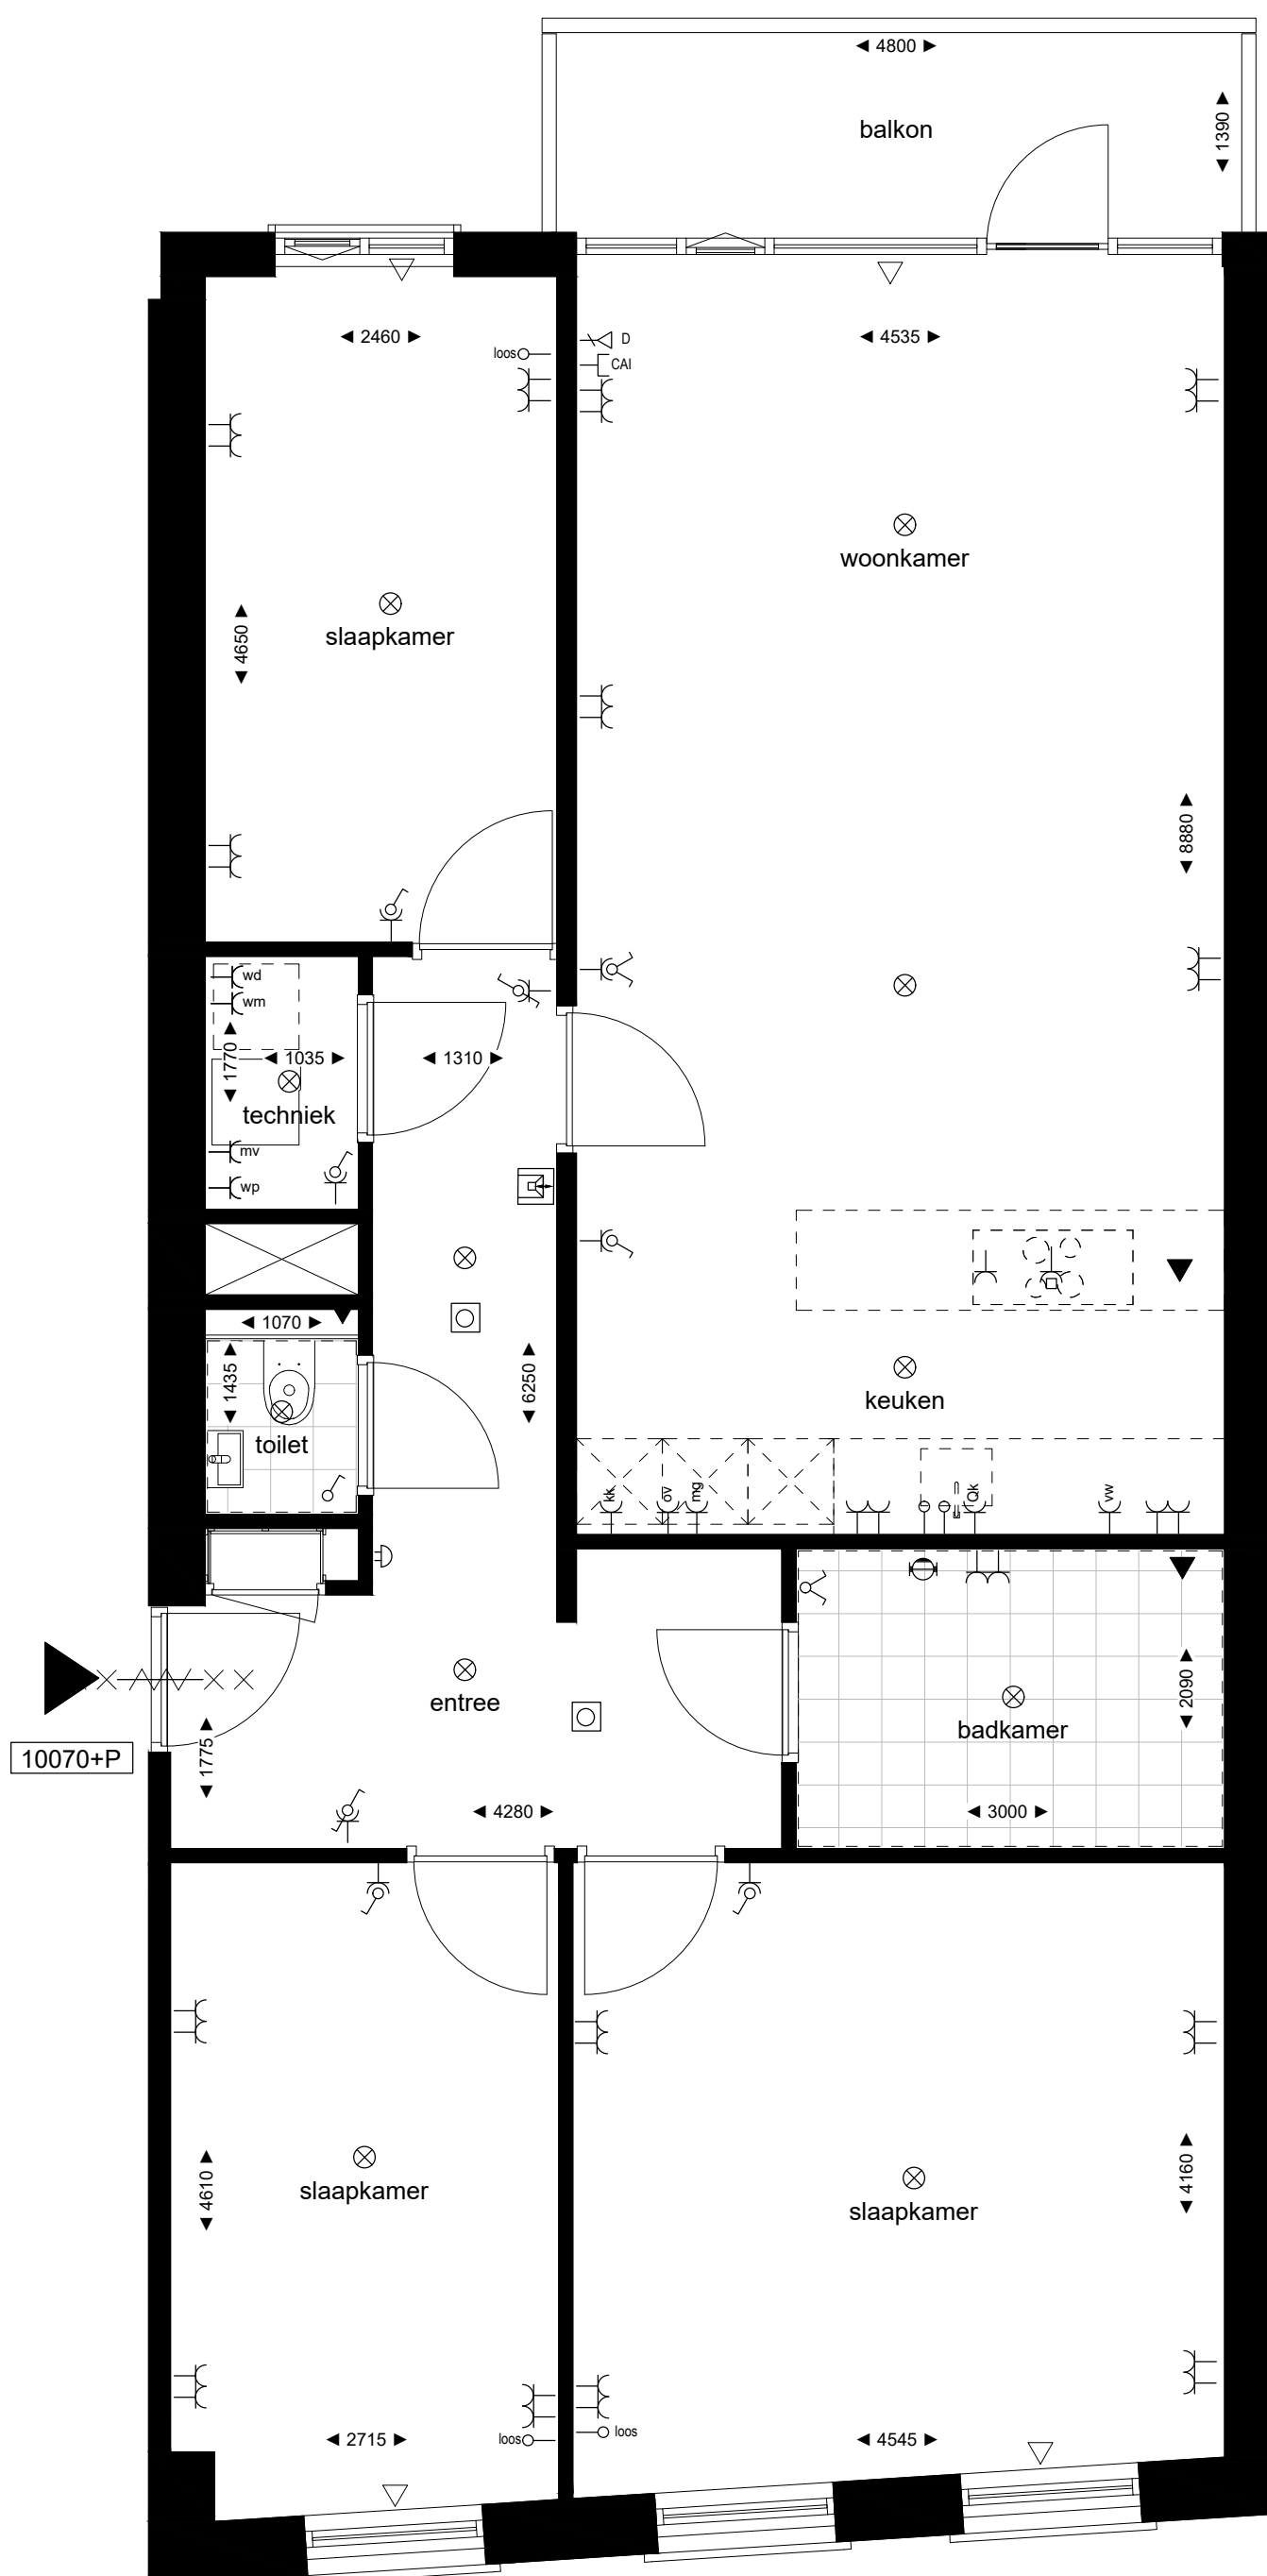 4800
balkon
1390
2460
4535
D
loos
CAI
woonkamer
slaapkamer
4650
8880
wd
wm
1770
1035
1310
techniek
mv
wp
1070
1435
6250
keuken
toilet
kk
ov
mg
Qk
vw
entree
badkamer
2090
10070+P
1775
4280
3000
slaapkamer
slaapkamer
4610
4160
2715
loos
loos
4545